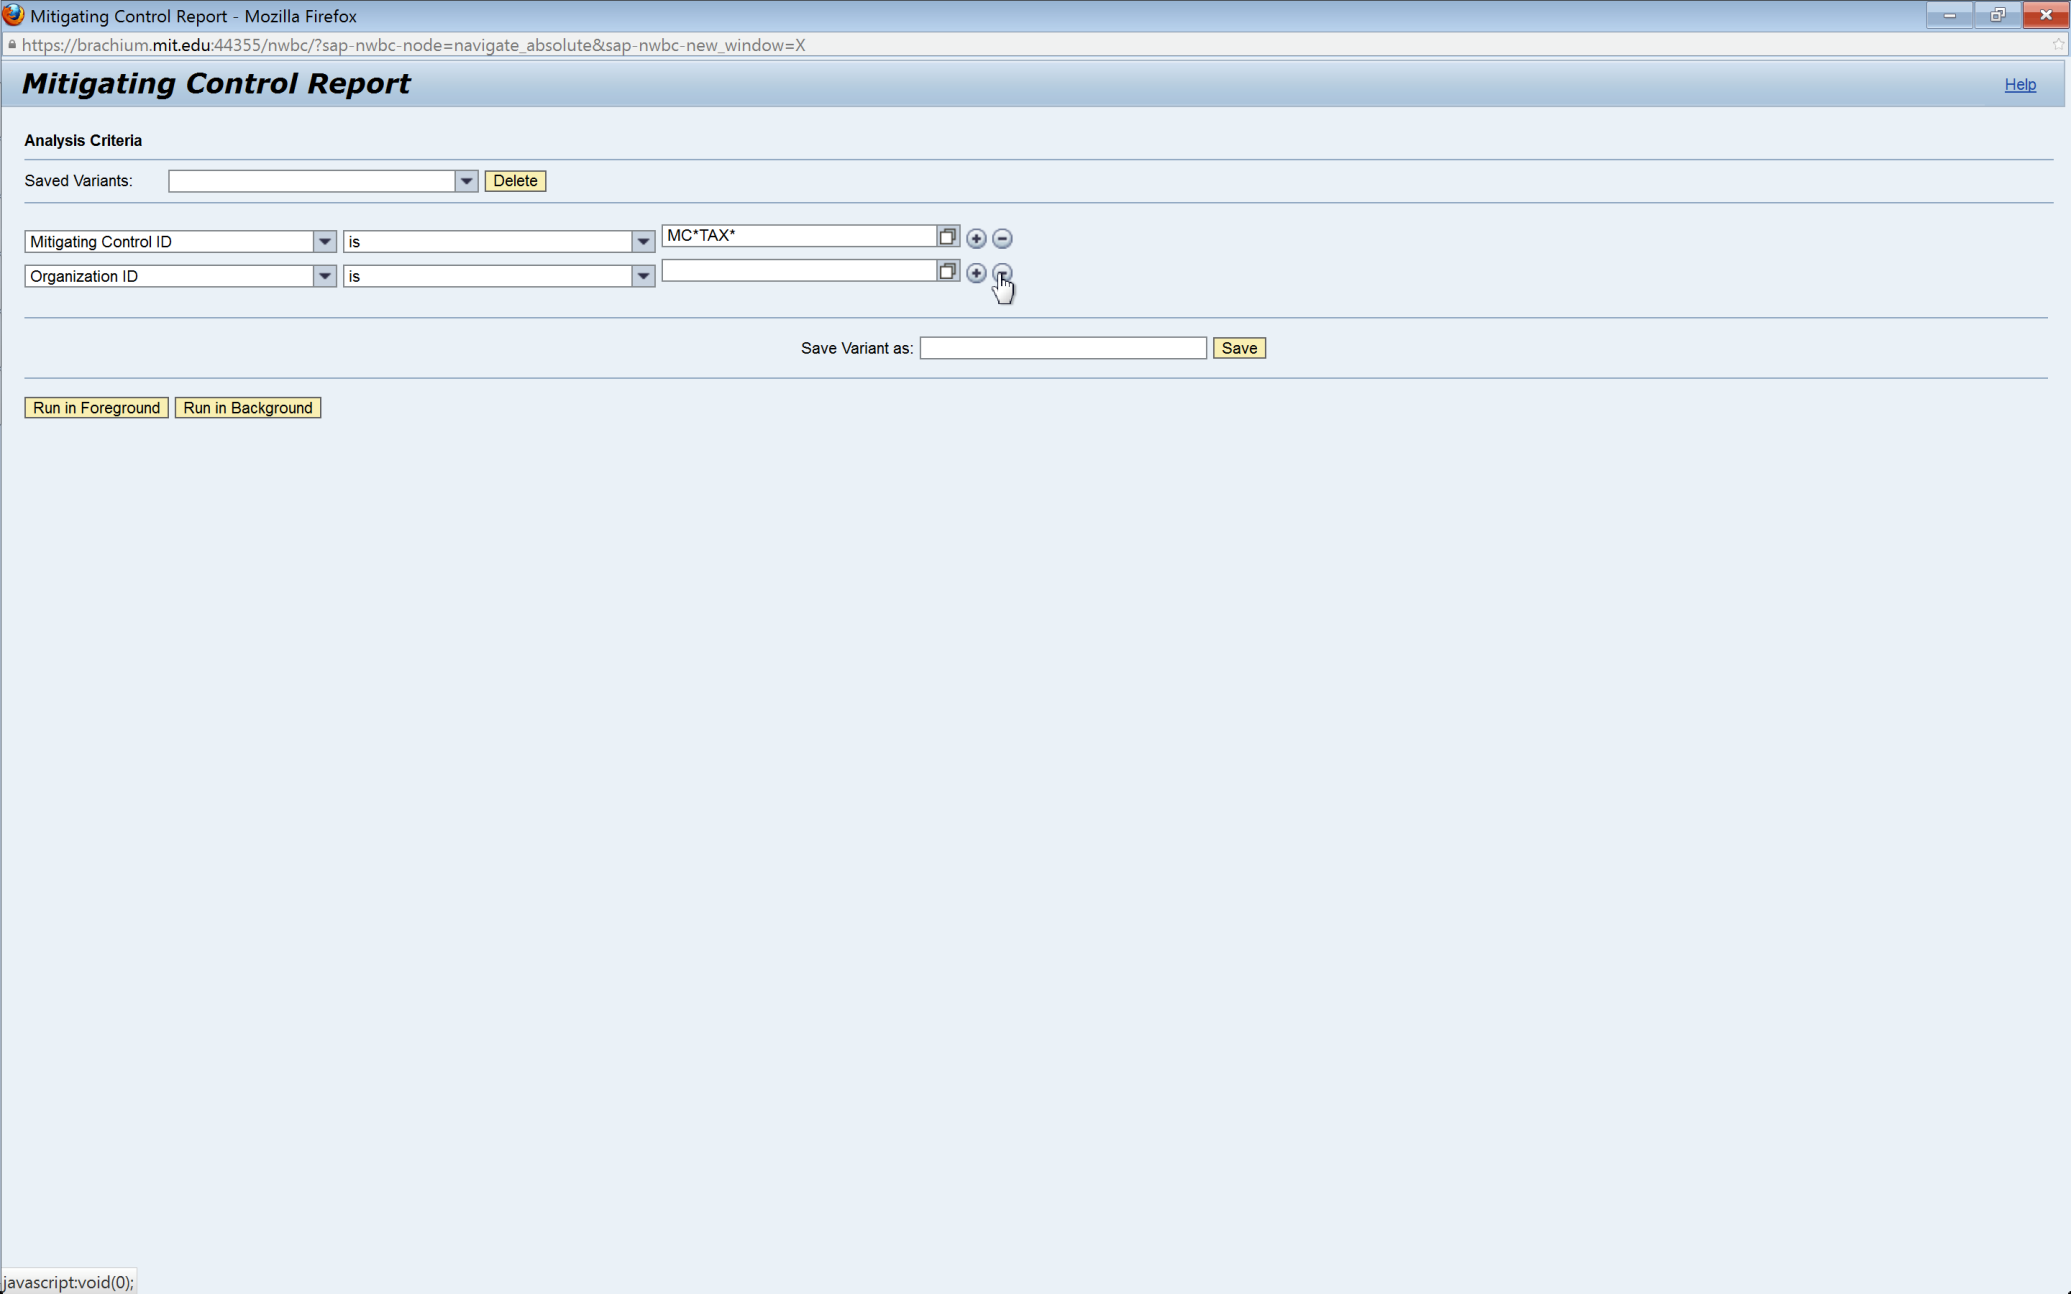 Mitigating Control Report - Mozilla Firefox
https://brachium.mit.edu:44355/nwbc/?sap-nwbc-node=navigate_absolute&sap-nwbc-new_window=X
Mitigating Control Report
Help
Analysis Criteria
Saved Variants:
Delete
Mitigating Control ID
is
MC*TAX*
Organization ID
is
Save Variant as:
Save
Run in Foreground
Run in Background
javascript:void(0);